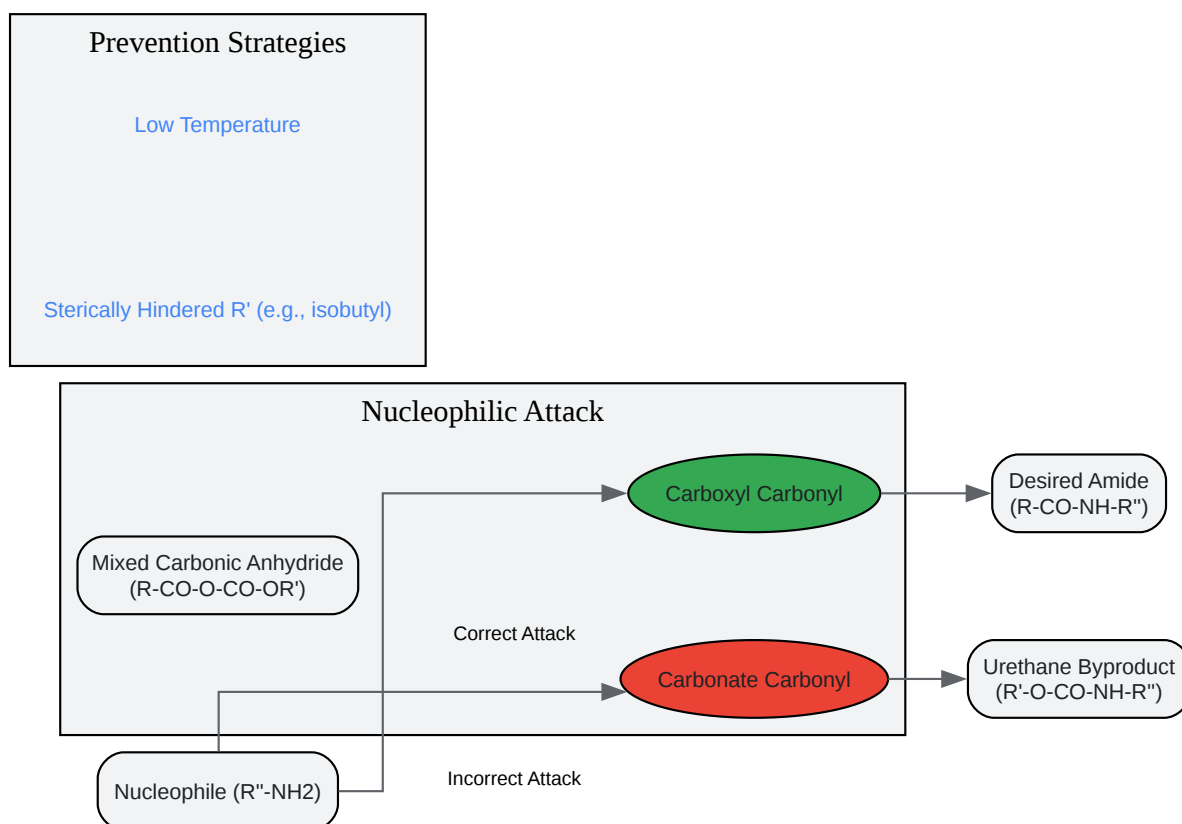 Prevention Strategies
Low Temperature
Sterically Hindered R' (e.g., isobutyl)
Nucleophilic Attack
Carboxyl Carbonyl
Desired Amide
(R-CO-NH-R'')
Mixed Carbonic Anhydride
(R-CO-O-CO-OR')
Correct Attack
Carbonate Carbonyl
Urethane Byproduct
(R'-O-CO-NH-R'')
Nucleophile (R''-NH2)
Incorrect Attack